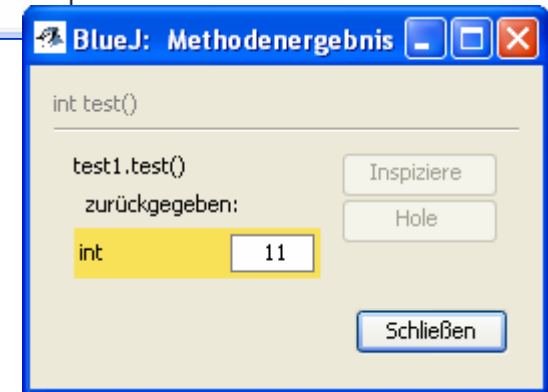 BlueJ: Methodenergebnis
int test()
test1.test()
zurückgegeben:
int 11
Inspiziere
Hole
Schließen